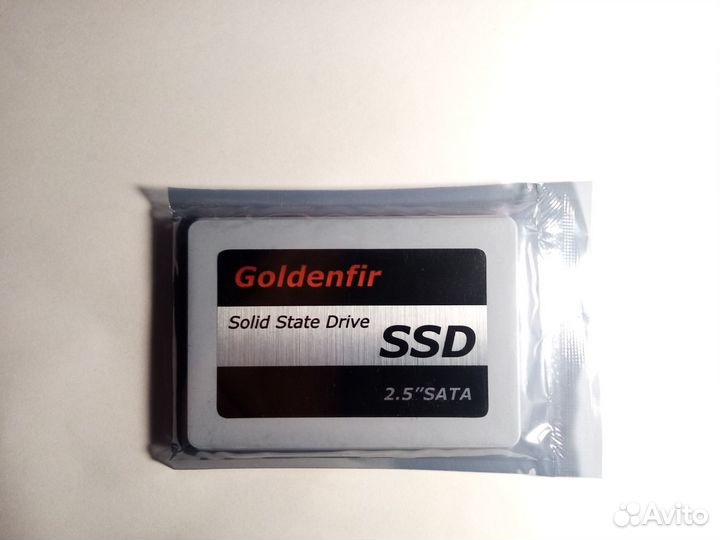 Goldenfir
Solid State Drive
SSD
2.5"SATA
Avito